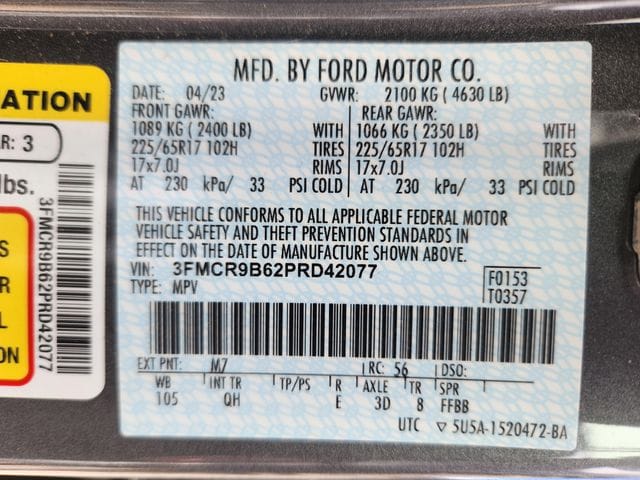 ATION
R: 3
lbs.
S
R
L
ON
3FMCR9B62PRD42077
MFD. BY FORD MOTOR CO.
DATE: 04/23 GVWR: 2100 KG ( 4630 LB)
FRONT GAWR: REAR GAWR:
1089 KG ( 2400 LB) WITH 1066 KG ( 2350 LB) WITH
225/65R17 102H TIRES 225/65R17 102H TIRES
17x7.0J RIMS 17x7.0J RIMS
AT 230 kPa/ 33 PSI COLD AT 230 kPa/ 33 PSI COLD
THIS VEHICLE CONFORMS TO ALL APPLICABLE FEDERAL MOTOR
VEHICLE SAFETY AND THEFT PREVENTION STANDARDS IN
EFFECT ON THE DATE OF MANUFACTURE SHOWN ABOVE.
VIN: 3FMCR9B62PRD42077 F0153
TYPE: MPV T0357
EXT PNT: M7 RC: 56 DSO:
WB INT TR TP/PS R AXLE TR SPR
105 QH E 3D 8 FFBB
UTC ▽ 5U5A-1520472-BA